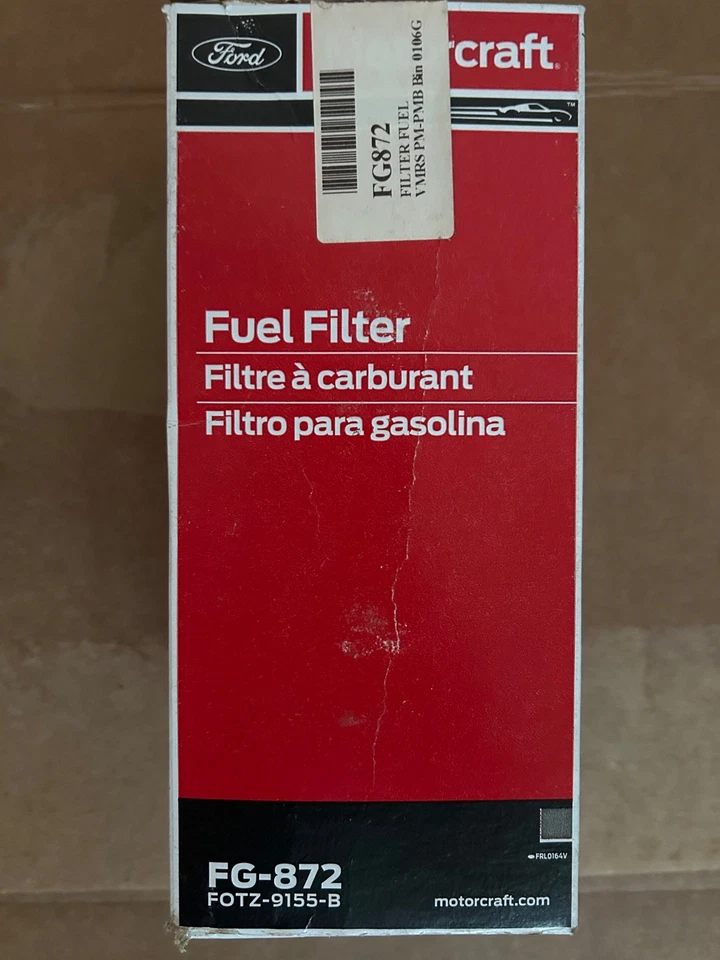 Ford
rcraft
™
FG872
FILTER FUEL
VMRS PM-PMB Bin 0106G
Fuel Filter
Filtre à carburant
Filtro para gasolina
FRL0164V
FG-872
FOTZ-9155-B
motorcraft.com